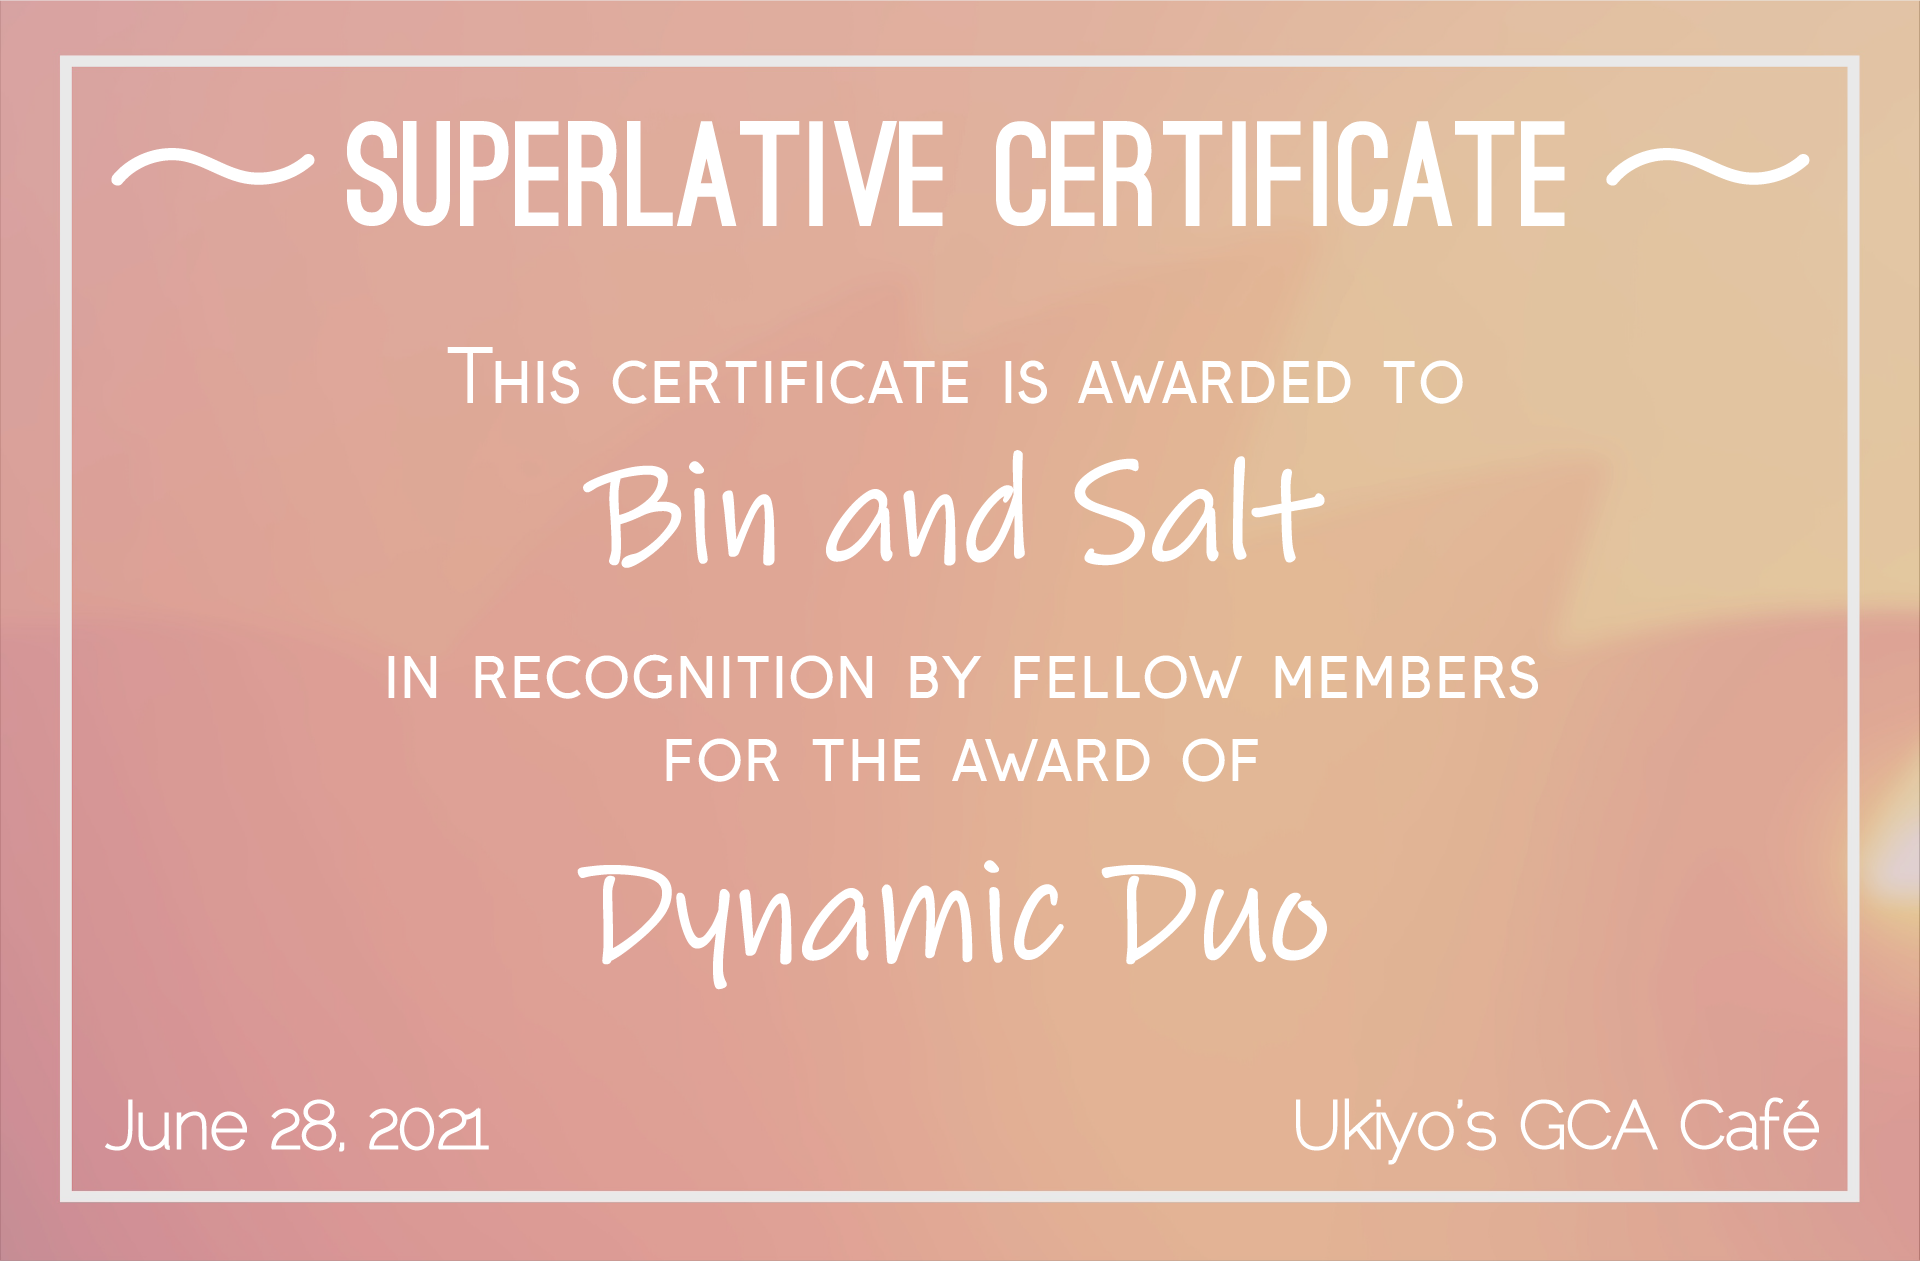 SUPERLATIVE CERTIFICATE
THIS CERTIFICATE IS AWARDED TO
Bin and Salt
IN RECOGNITION BY FELLOW MEMBERS
FOR THE AWARD OF
Dynamic Duo
June 28, 2021
Ukiyo's GCA Café